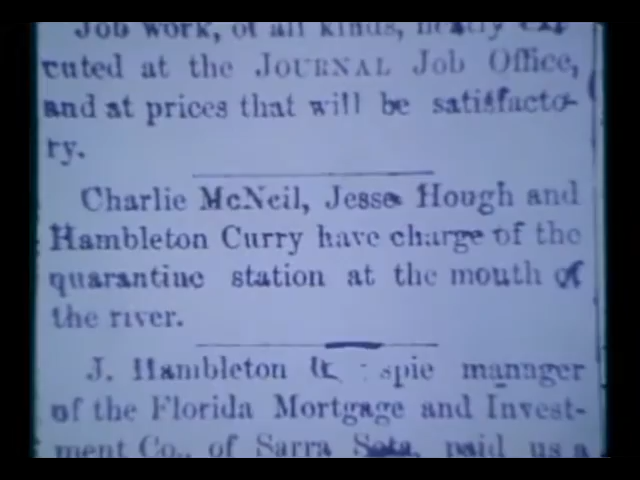 Job work, of all kinds, neatly exe-
cuted at the JOURNAL Job Office,
and at prices that will be satisfacto-
ry.
Charlie McNeil, Jesse Hough and
Hambleton Curry have charge of the
quarantine station at the mouth of
the river.
J. Hambleton manager
of the Florida Mortgage and Invest-
ment Co., of Sarra Sota, paid us a